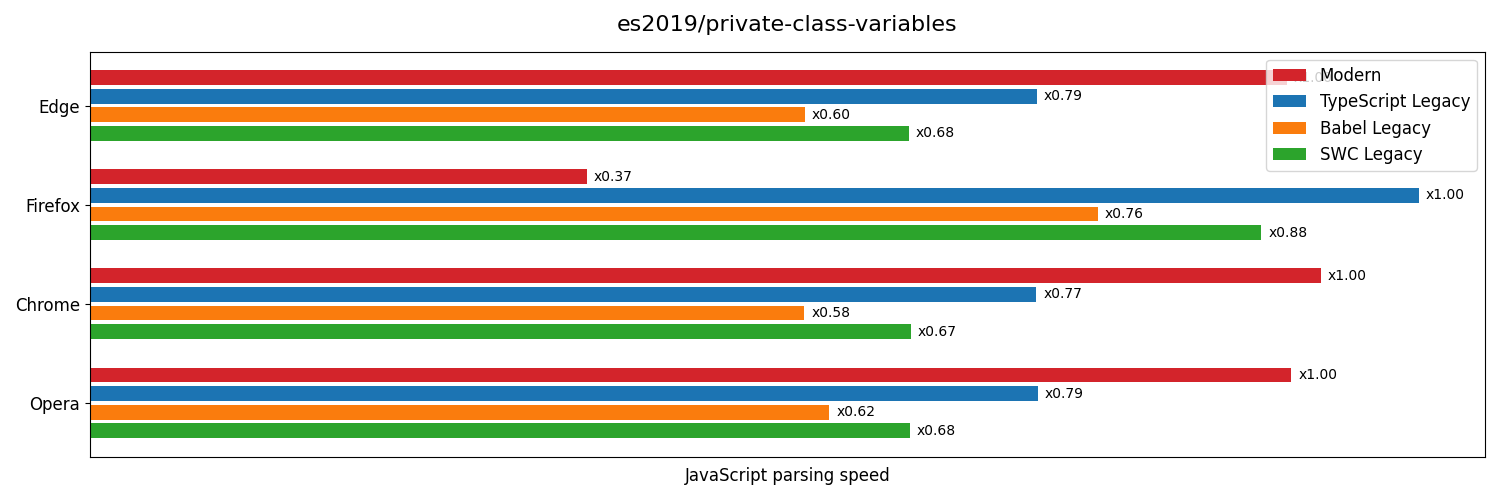 es2019/private-class-variables
Modern
TypeScript Legacy
Babel Legacy
SWC Legacy
Edge
x0.79
x0.60
x0.68
Firefox
x0.37
x1.00
x0.76
x0.88
Chrome
x1.00
x0.77
x0.58
x0.67
Opera
x1.00
x0.79
x0.62
x0.68
JavaScript parsing speed